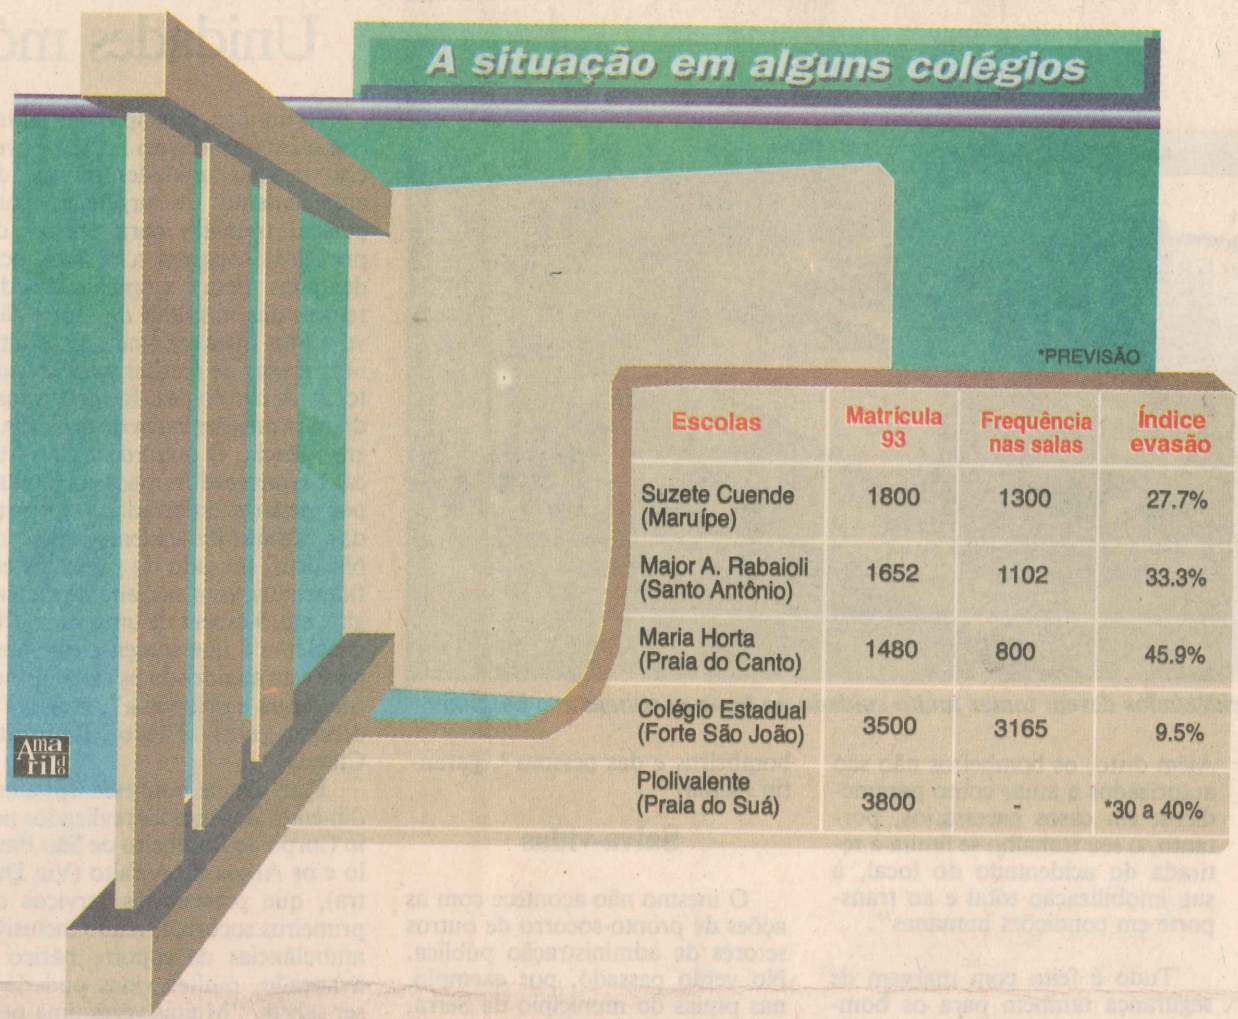 A situação em alguns colégios
*PREVISÃO
Escolas
Matrícula
93
Frequência
nas salas
Índice
evasão
Suzete Cuende
(Maruípe)
1800
1300
27.7%
Major A. Rabaioli
(Santo Antônio)
1652
1102
33.3%
Maria Horta
(Praia do Canto)
1480
800
45.9%
Colégio Estadual
(Forte São João)
3500
3165
9.5%
Plolivalente
(Praia do Suá)
3800
-
*30 a 40%
Ama
ril
do